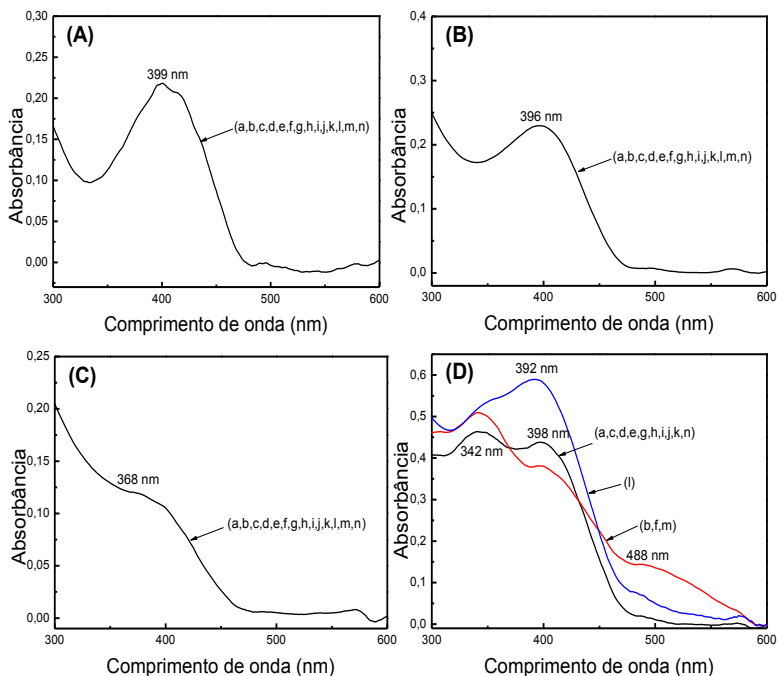 (A)
0,35
0,30
0,25
0,20
0,15
0,10
0,05
0,00
Absorbância
399 nm
(a,b,c,d,e,f,g,h,i,j,k,l,m,n)
300 400 500 600
Comprimento de onda (nm)
(B)
0,4
0,3
0,2
0,1
0,0
Absorbância
396 nm
(a,b,c,d,e,f,g,h,i,j,k,l,m,n)
300 400 500 600
Comprimento de onda (nm)
(C)
0,25
0,20
0,15
0,10
0,05
0,00
Absorbância
368 nm
(a,b,c,d,e,f,g,h,i,j,k,l,m,n)
300 400 500 600
Comprimento de onda (nm)
(D)
0,6
0,5
0,4
0,3
0,2
0,1
0,0
Absorbância
392 nm
(a,c,d,e,g,h,i,j,k,n)
398 nm
342 nm
(l)
(b,f,m)
488 nm
300 400 500 600
Comprimento de onda (nm)